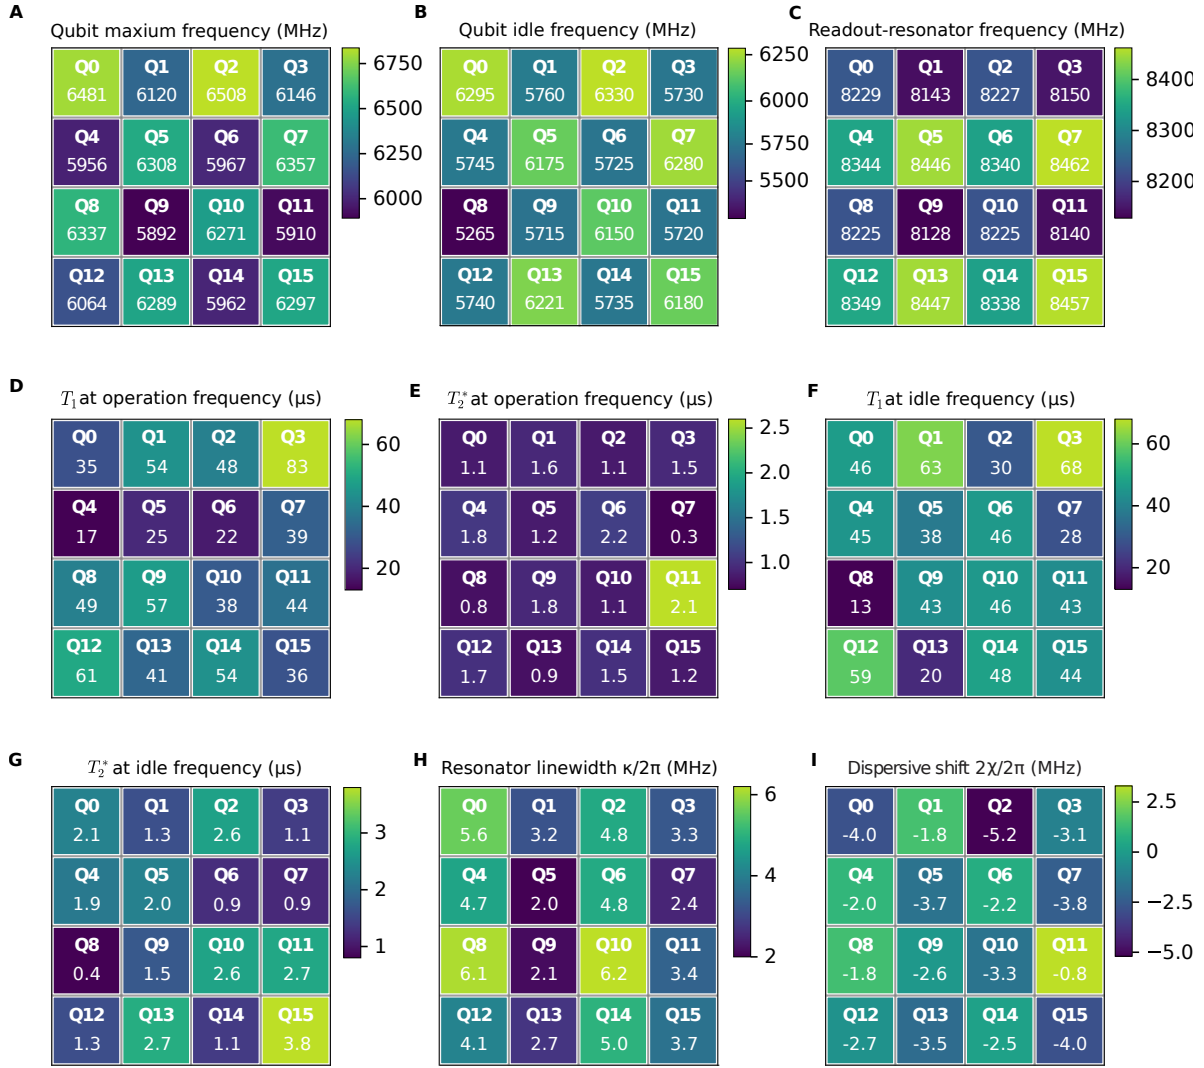 A
Qubit maxium frequency (MHz)
Q0 Q1 Q2 Q3
6481 6120 6508 6146
Q4 Q5 Q6 Q7
5956 6308 5967 6357
Q8 Q9 Q10 Q11
6337 5892 6271 5910
Q12 Q13 Q14 Q15
6064 6289 5962 6297
6750
6500
6250
6000
B
Qubit idle frequency (MHz)
Q0 Q1 Q2 Q3
6295 5760 6330 5730
Q4 Q5 Q6 Q7
5745 6175 5725 6280
Q8 Q9 Q10 Q11
5265 5715 6150 5720
Q12 Q13 Q14 Q15
5740 6221 5735 6180
6250
6000
5750
5500
C
Readout-resonator frequency (MHz)
Q0 Q1 Q2 Q3
8229 8143 8227 8150
Q4 Q5 Q6 Q7
8344 8446 8340 8462
Q8 Q9 Q10 Q11
8225 8128 8225 8140
Q12 Q13 Q14 Q15
8349 8447 8338 8457
8400
8300
8200
D
T₁ at operation frequency (μs)
Q0 Q1 Q2 Q3
35 54 48 83
Q4 Q5 Q6 Q7
17 25 22 39
Q8 Q9 Q10 Q11
49 57 38 44
Q12 Q13 Q14 Q15
61 41 54 36
60
40
20
E
T₂* at operation frequency (μs)
Q0 Q1 Q2 Q3
1.1 1.6 1.1 1.5
Q4 Q5 Q6 Q7
1.8 1.2 2.2 0.3
Q8 Q9 Q10 Q11
0.8 1.8 1.1 2.1
Q12 Q13 Q14 Q15
1.7 0.9 1.5 1.2
2.5
2.0
1.5
1.0
F
T₁ at idle frequency (μs)
Q0 Q1 Q2 Q3
46 63 30 68
Q4 Q5 Q6 Q7
45 38 46 28
Q8 Q9 Q10 Q11
13 43 46 43
Q12 Q13 Q14 Q15
59 20 48 44
60
40
20
G
T₂* at idle frequency (μs)
Q0 Q1 Q2 Q3
2.1 1.3 2.6 1.1
Q4 Q5 Q6 Q7
1.9 2.0 0.9 0.9
Q8 Q9 Q10 Q11
0.4 1.5 2.6 2.7
Q12 Q13 Q14 Q15
1.3 2.7 1.1 3.8
3
2
1
H
Resonator linewidth κ/2π (MHz)
Q0 Q1 Q2 Q3
5.6 3.2 4.8 3.3
Q4 Q5 Q6 Q7
4.7 2.0 4.8 2.4
Q8 Q9 Q10 Q11
6.1 2.1 6.2 3.4
Q12 Q13 Q14 Q15
4.1 2.7 5.0 3.7
6
4
2
I
Dispersive shift 2χ/2π (MHz)
Q0 Q1 Q2 Q3
-4.0 -1.8 -5.2 -3.1
Q4 Q5 Q6 Q7
-2.0 -3.7 -2.2 -3.8
Q8 Q9 Q10 Q11
-1.8 -2.6 -3.3 -0.8
Q12 Q13 Q14 Q15
-2.7 -3.5 -2.5 -4.0
2.5
0
−2.5
−5.0